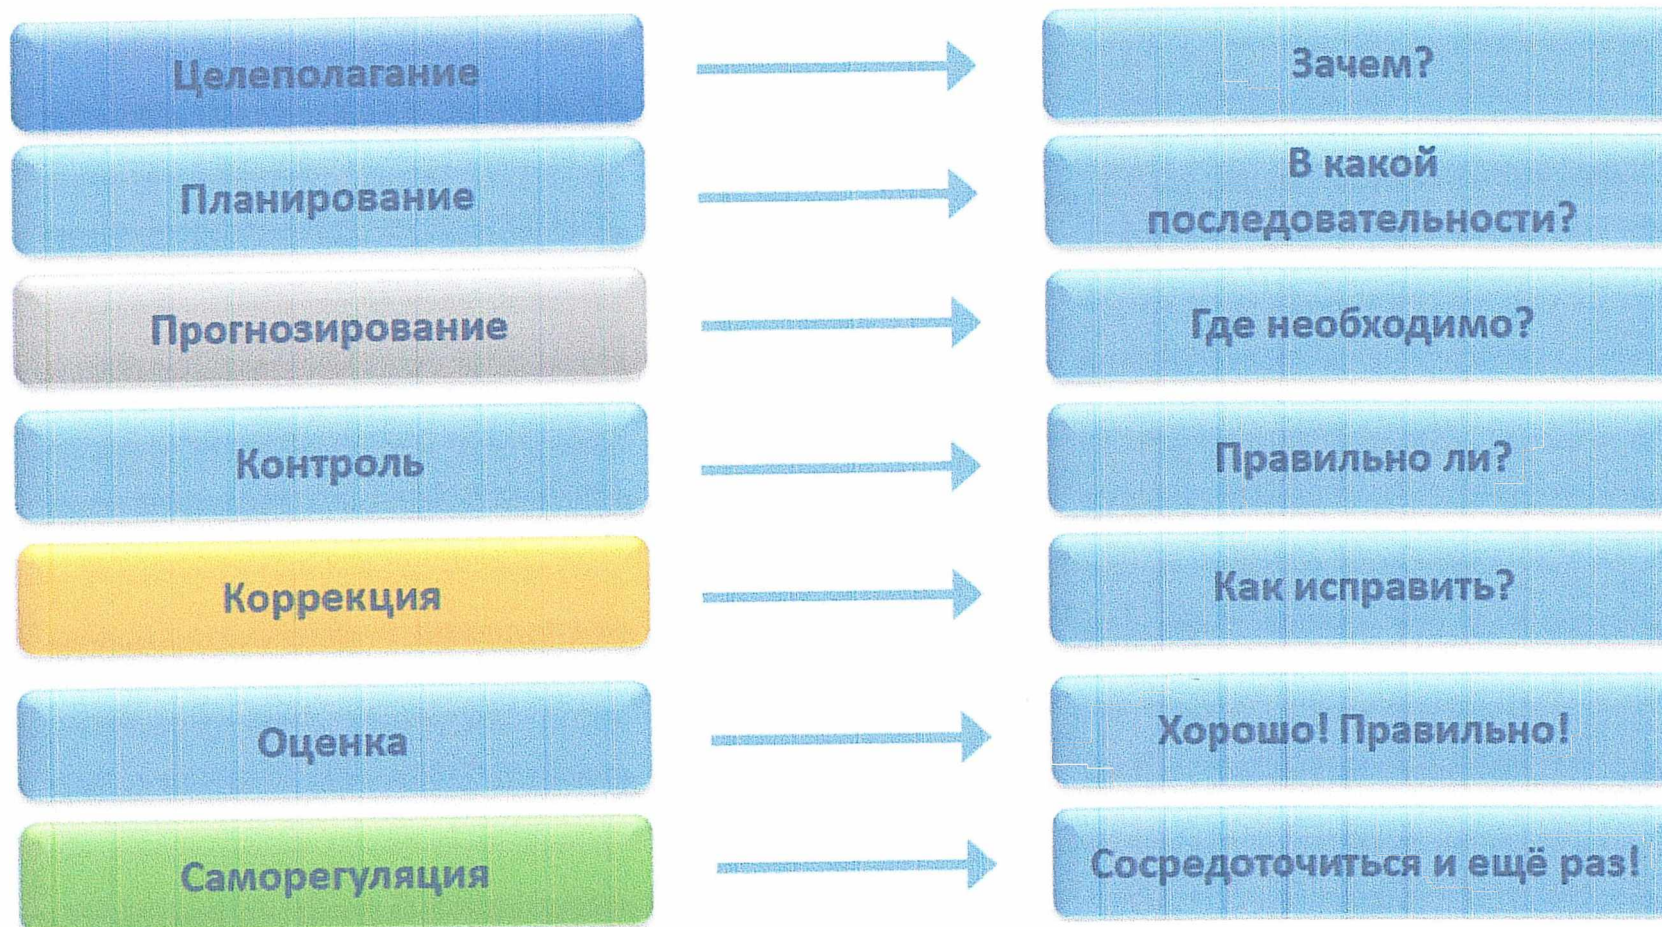 Целеполагание
Зачем?
Планирование
В какой
последовательности?
Прогнозирование
Где необходимо?
Контроль
Правильно ли?
Коррекция
Как исправить?
Оценка
Хорошо! Правильно!
Саморегуляция
Сосредоточиться и ещё раз!